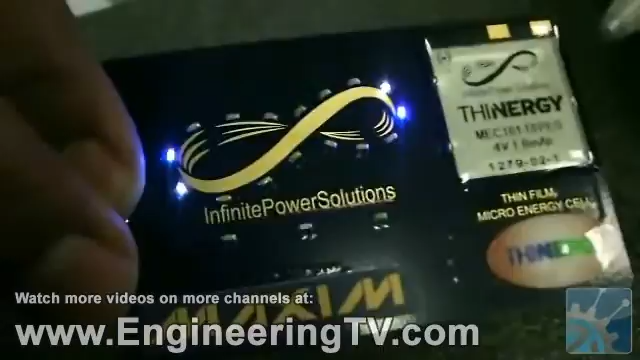 InfinitePowerSolutions
THINERGY
4V
1279-02-1
THIN FILM,
MICRO ENERGY CELL
MAXIM
Watch more videos on more channels at:
www.EngineeringTV.com